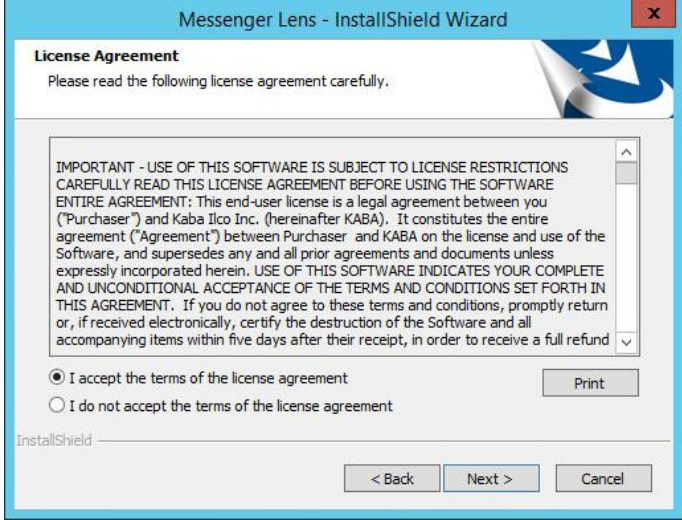 Messenger Lens - InstallShield Wizard
x
License Agreement
Please read the following license agreement carefully.
IMPORTANT - USE OF THIS SOFTWARE IS SUBJECT TO LICENSE RESTRICTIONS
CAREFULLY READ THIS LICENSE AGREEMENT BEFORE USING THE SOFTWARE
ENTIRE AGREEMENT: This end-user license is a legal agreement between you
("Purchaser") and Kaba Ilco Inc. (hereinafter KABA).  It constitutes the entire
agreement ("Agreement") between Purchaser  and KABA on the license and use of the
Software, and supersedes any and all prior agreements and documents unless
expressly incorporated herein. USE OF THIS SOFTWARE INDICATES YOUR COMPLETE
AND UNCONDITIONAL ACCEPTANCE OF THE TERMS AND CONDITIONS SET FORTH IN
THIS AGREEMENT.  If you do not agree to these terms and conditions, promptly return
or, if received electronically, certify the destruction of the Software and all
accompanying items within five days after their receipt, in order to receive a full refund
I accept the terms of the license agreement
Print
I do not accept the terms of the license agreement
InstallShield
< Back
Next >
Cancel